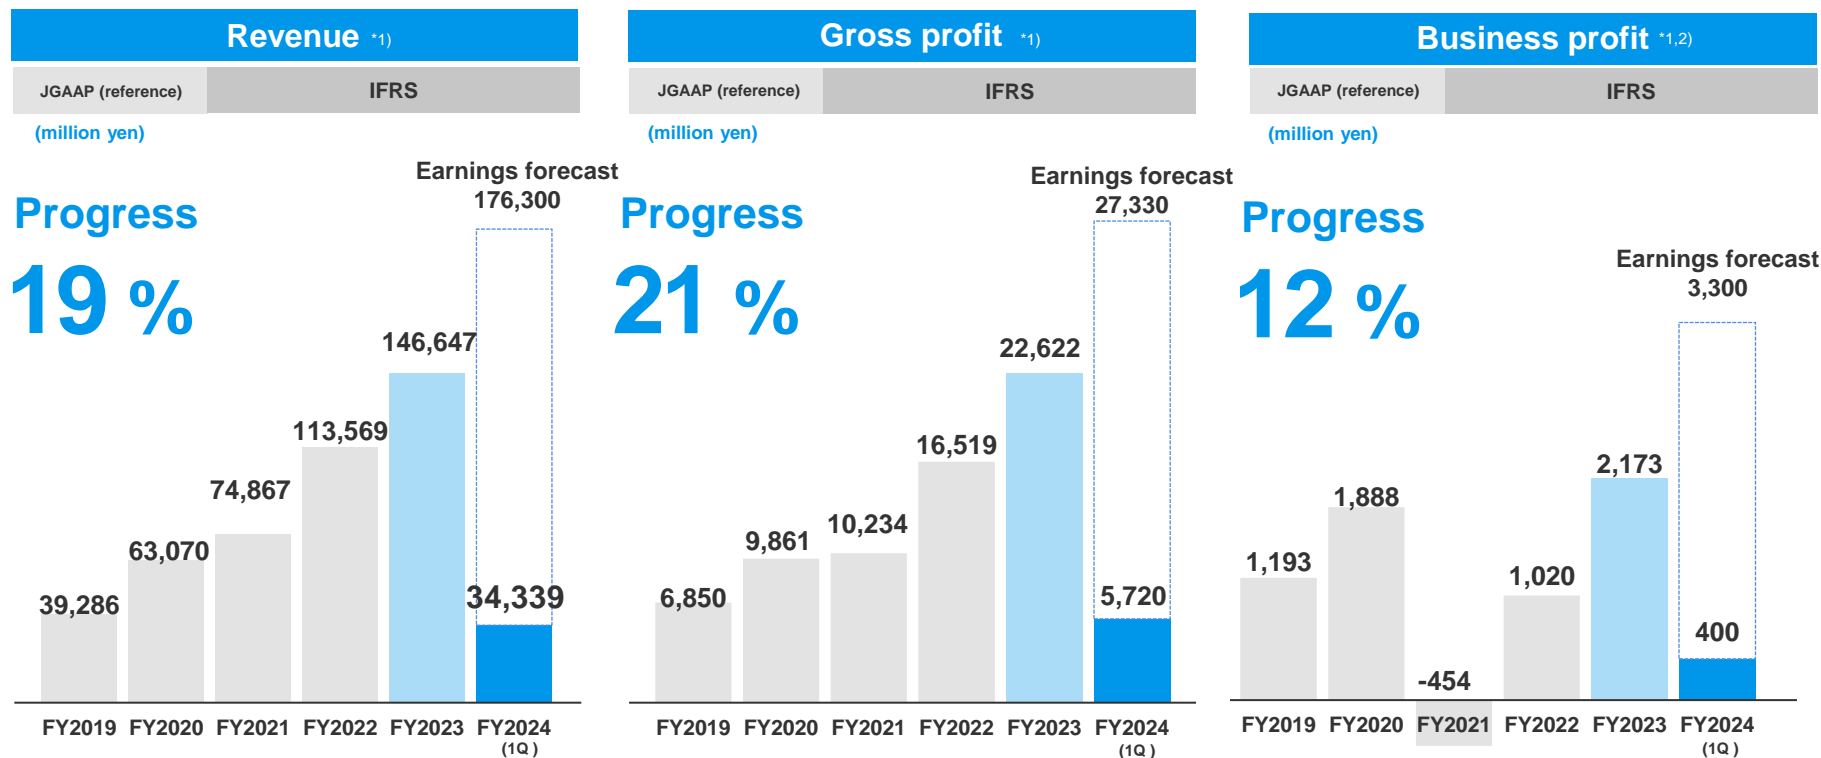 Revenue *1)
JGAAP (reference) IFRS
(million yen)
Progress
19 %
Earnings forecast
176,300
146,647
113,569
74,867
63,070
39,286
34,339
FY2019 FY2020 FY2021 FY2022 FY2023 FY2024
(1Q )
Gross profit *1)
JGAAP (reference) IFRS
(million yen)
Progress
21 %
Earnings forecast
27,330
22,622
16,519
10,234
9,861
6,850
5,720
FY2019 FY2020 FY2021 FY2022 FY2023 FY2024
(1Q )
Business profit *1,2)
JGAAP (reference) IFRS
(million yen)
Progress
12 %
Earnings forecast
3,300
2,173
1,888
1,193
1,020
400
-454
FY2019 FY2020 FY2021 FY2022 FY2023 FY2024
(1Q )